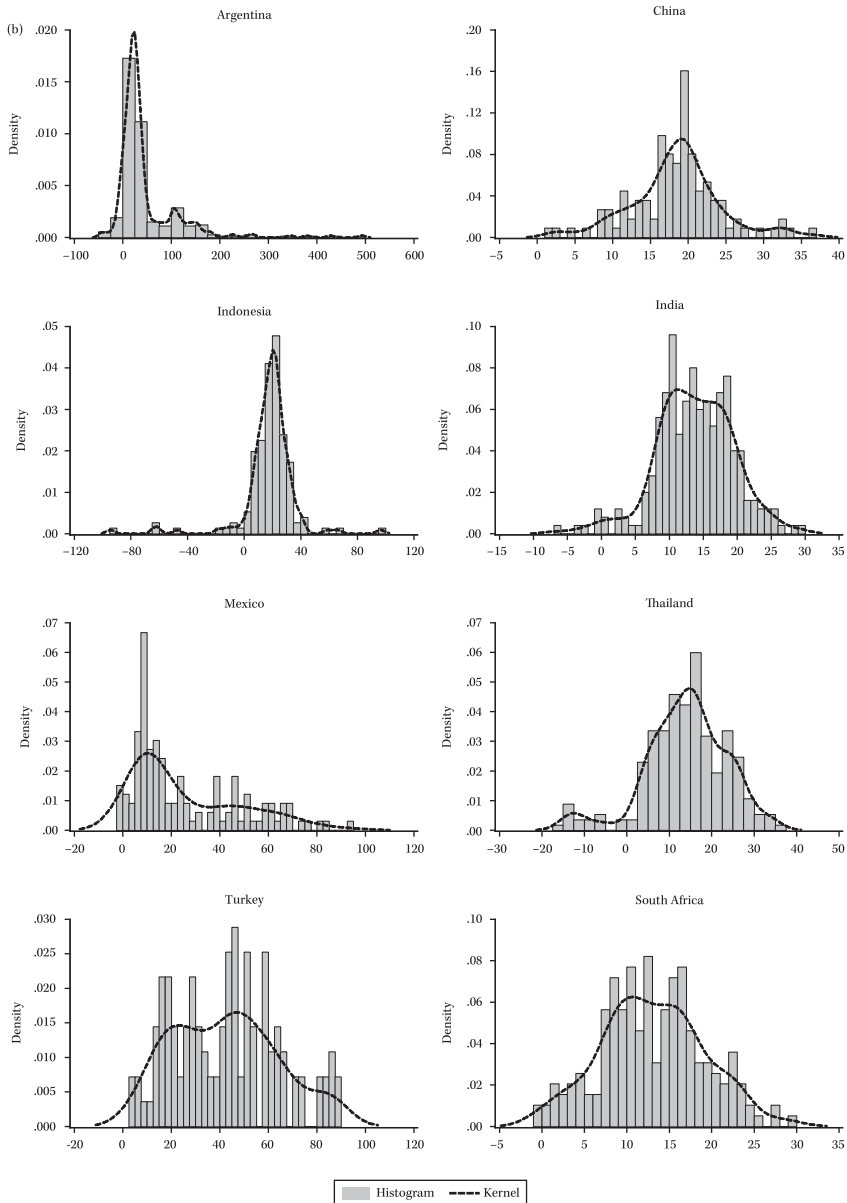 (b)
Argentina
Density
.020
.015
.010
.005
.000
−100 0 100 200 300 400 500 600
China
Density
.20
.16
.12
.08
.04
.00
−5 0 5 10 15 20 25 30 35 40
Indonesia
Density
.05
.04
.03
.02
.01
.00
−120 −80 −40 0 40 80 120
India
Density
.10
.08
.06
.04
.02
.00
−15 −10 −5 0 5 10 15 20 25 30 35
Mexico
Density
.07
.06
.05
.04
.03
.02
.01
.00
−20 0 20 40 60 80 100 120
Thailand
Density
.07
.06
.05
.04
.03
.02
.01
.00
−30 −20 −10 0 10 20 30 40 50
Turkey
Density
.030
.025
.020
.015
.010
.005
.000
-20 0 20 40 60 80 100 120
South Africa
Density
.10
.08
.06
.04
.02
.00
−5 0 5 10 15 20 25 30 35
Histogram Kernel